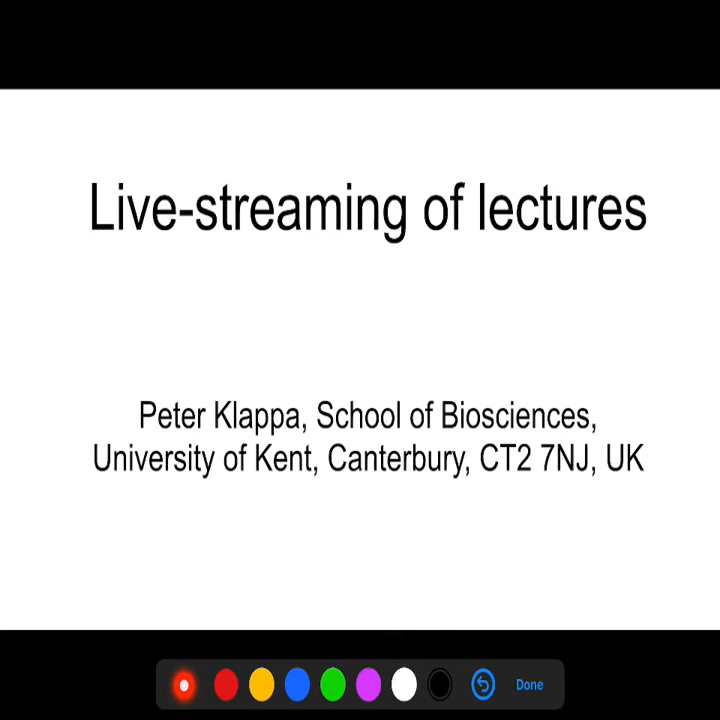 Live-streaming of lectures
Peter Klappa, School of Biosciences,
University of Kent, Canterbury, CT2 7NJ, UK
Done